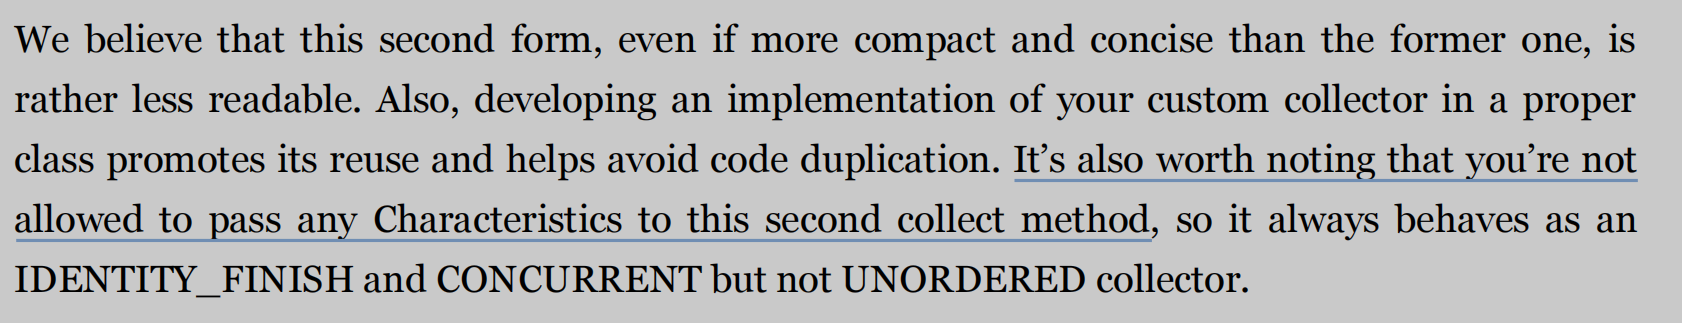 We believe that this second form, even if more compact and concise than the former one, is
rather less readable. Also, developing an implementation of your custom collector in a proper
class promotes its reuse and helps avoid code duplication. It’s also worth noting that you’re not
allowed to pass any Characteristics to this second collect method, so it always behaves as an
IDENTITY_FINISH and CONCURRENT but not UNORDERED collector.